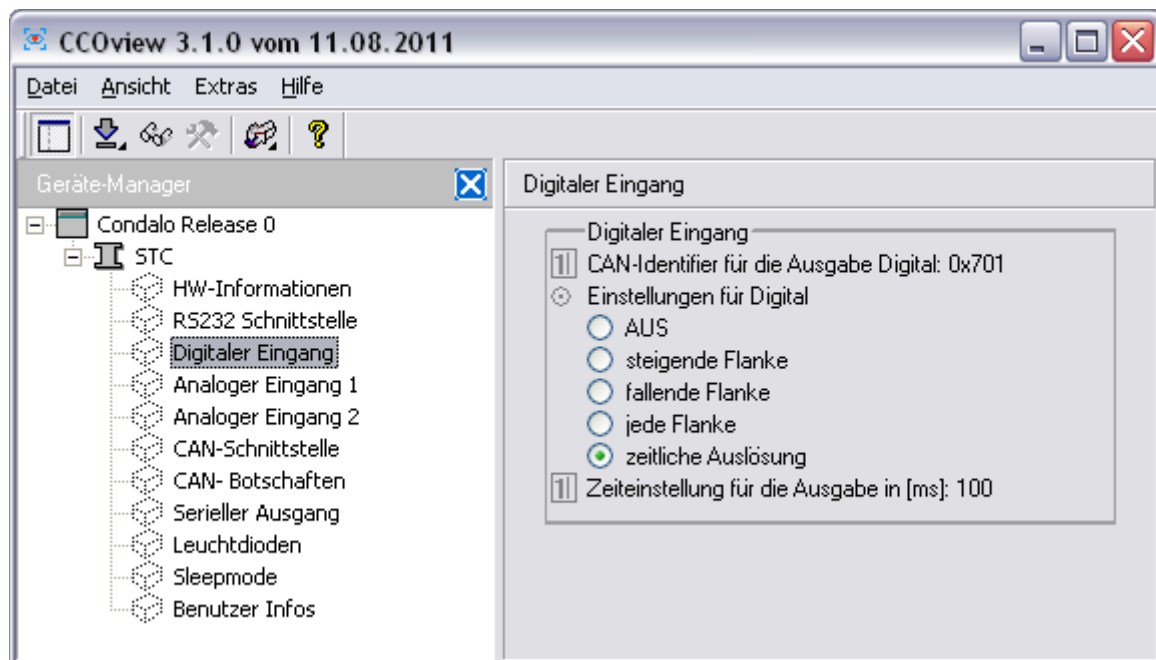 CCOview 3.1.0 vom 11.08.2011
Datei Ansicht Extras Hilfe
Geräte-Manager
Condalo Release 0
STC
HW-Informationen
RS232 Schnittstelle
Digitaler Eingang
Analoger Eingang 1
Analoger Eingang 2
CAN-Schnittstelle
CAN- Botschaften
Serieller Ausgang
Leuchtdioden
Sleepmode
Benutzer Infos
Digitaler Eingang
Digitaler Eingang
CAN-Identifier für die Ausgabe Digital: 0x701
Einstellungen für Digital
AUS
steigende Flanke
fallende Flanke
jede Flanke
zeitliche Auslösung
Zeiteinstellung für die Ausgabe in [ms]: 100